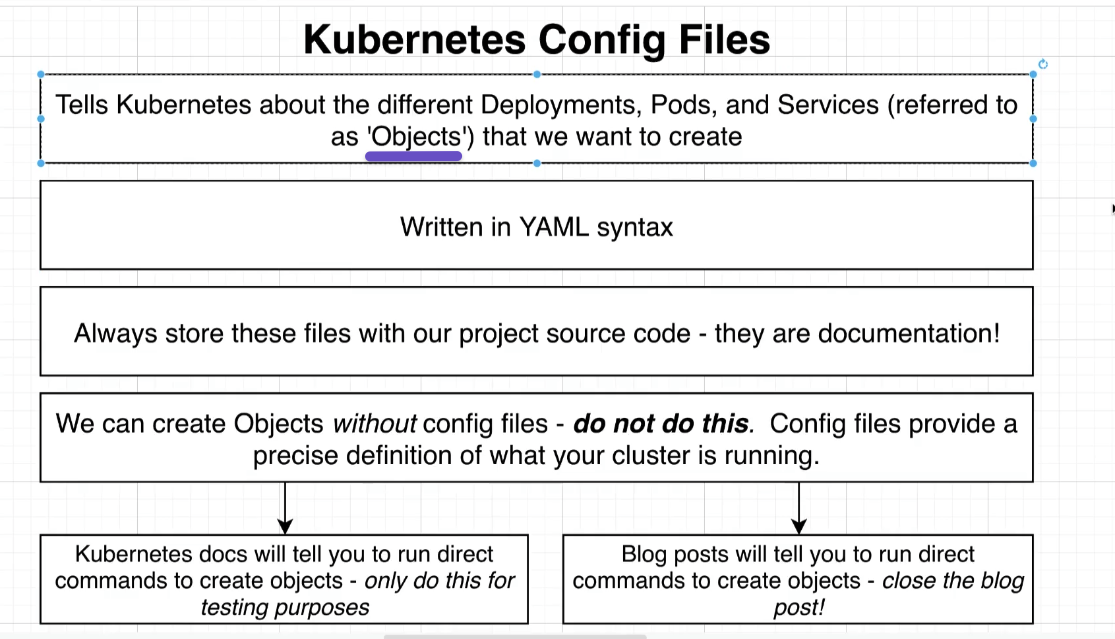 Kubernetes Config Files
Tells Kubernetes about the different Deployments, Pods, and Services (referred to
as 'Objects') that we want to create
Written in YAML syntax
Always store these files with our project source code - they are documentation!
We can create Objects without config files - do not do this.  Config files provide a
precise definition of what your cluster is running.
Kubernetes docs will tell you to run direct
commands to create objects - only do this for
testing purposes
Blog posts will tell you to run direct
commands to create objects - close the blog
post!